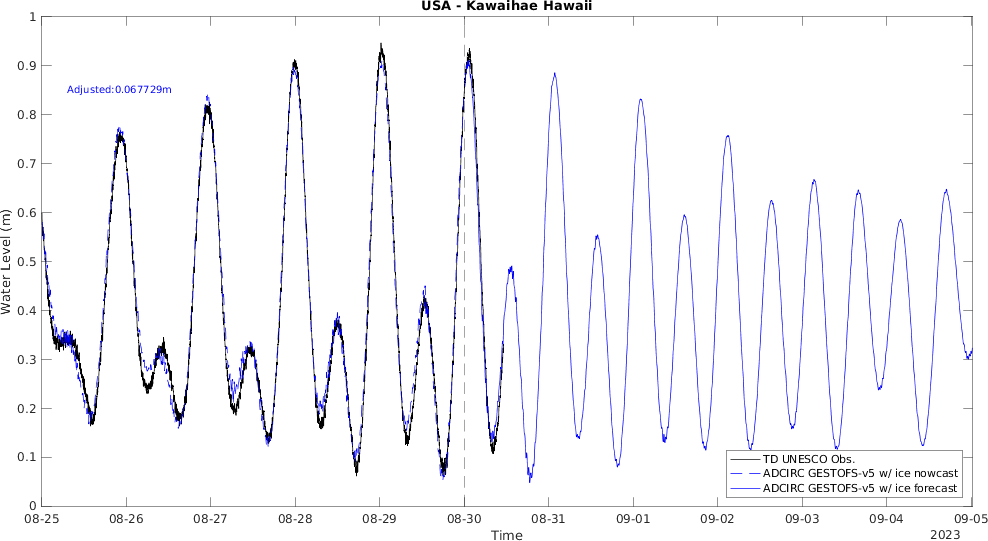 USA - Kawaihae Hawaii
1
0.9
0.8
0.7
0.6
0.5
0.4
0.3
0.2
0.1
0
Water Level (m)
Adjusted:0.067729m
TD UNESCO Obs.
ADCIRC GESTOFS-v5 w/ ice nowcast
ADCIRC GESTOFS-v5 w/ ice forecast
08-25 08-26 08-27 08-28 08-29 08-30 08-31 09-01 09-02 09-03 09-04 09-05
Time
2023